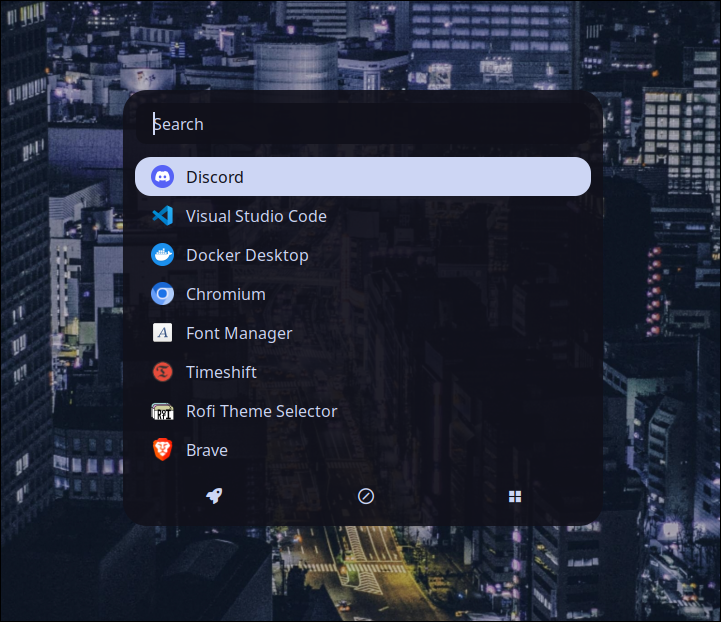 Search
Discord
Visual Studio Code
Docker Desktop
Chromium
Font Manager
Timeshift
Rofi Theme Selector
Brave